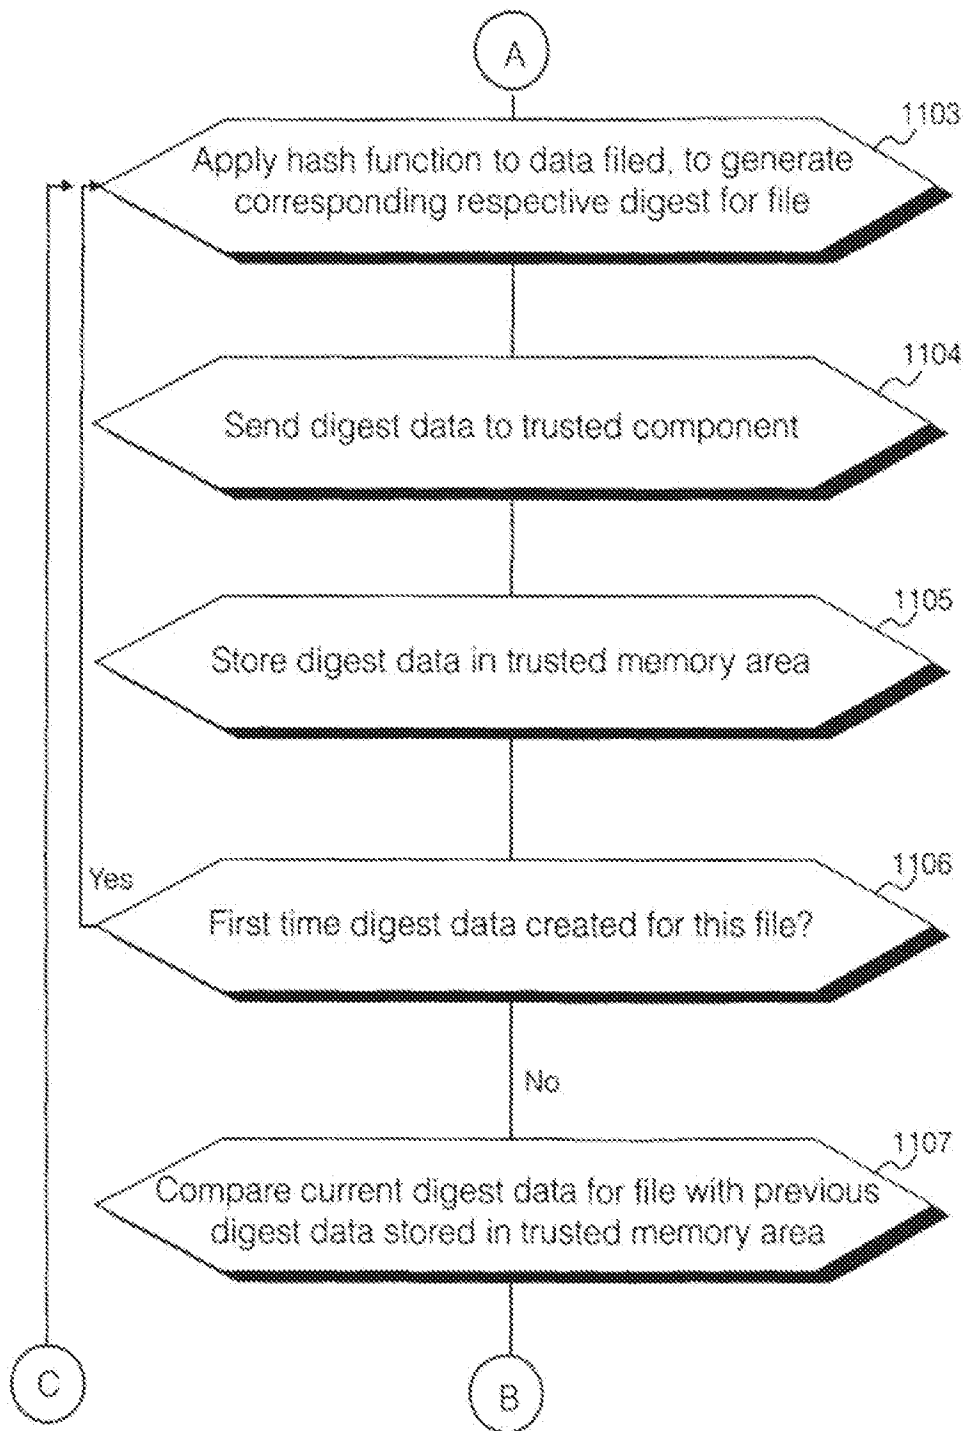 A
1103
Apply hash function to data filed, to generate
corresponding respective digest for file
1104
Send digest data to trusted component
1105
Store digest data in trusted memory area
1106
Yes
First time digest data created for this file?
No
1107
Compare current digest data for file with previous
digest data stored in trusted memory area
C
B